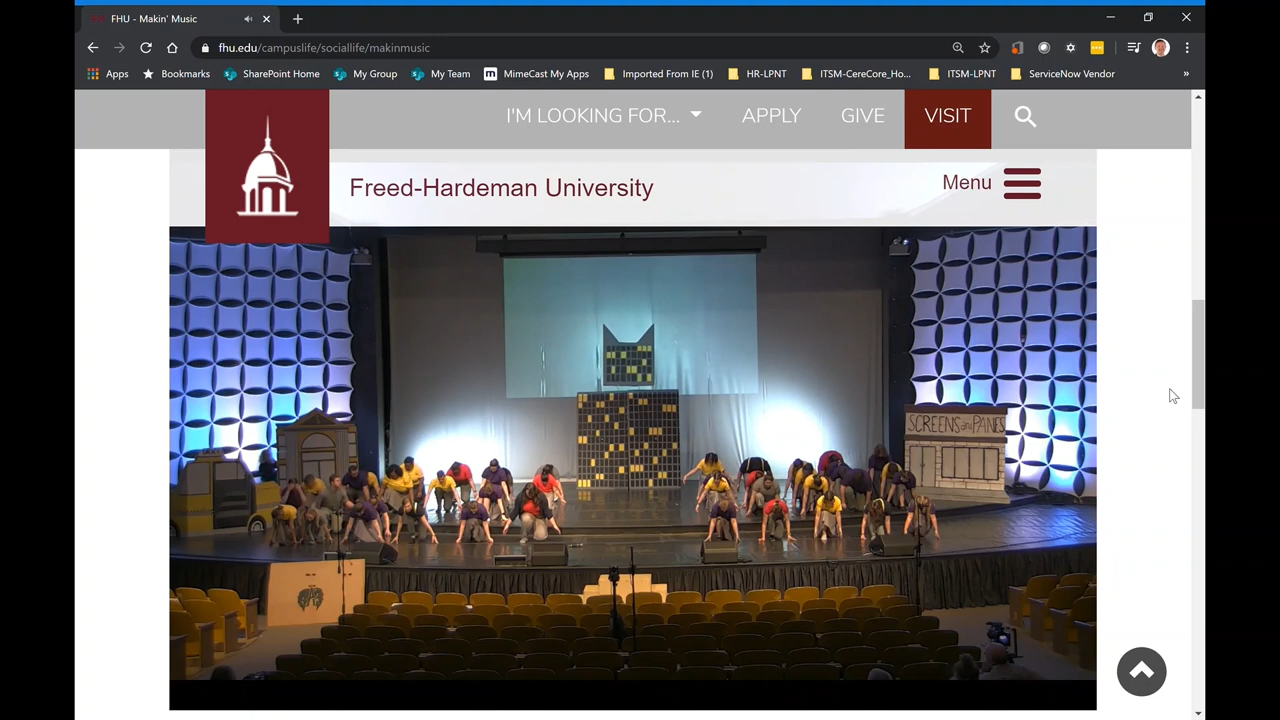 FHU - Makin' Music
fhu.edu/campuslife/sociallife/makinmusic
Apps Bookmarks SharePoint Home My Group My Team MimeCast My Apps Imported From IE (1) HR-LPNT ITSM-CereCore_Ho... ITSM-LPNT ServiceNow Vendor »
I'M LOOKING FOR... APPLY GIVE VISIT
Freed-Hardeman University
Menu
SCREENS and PANES